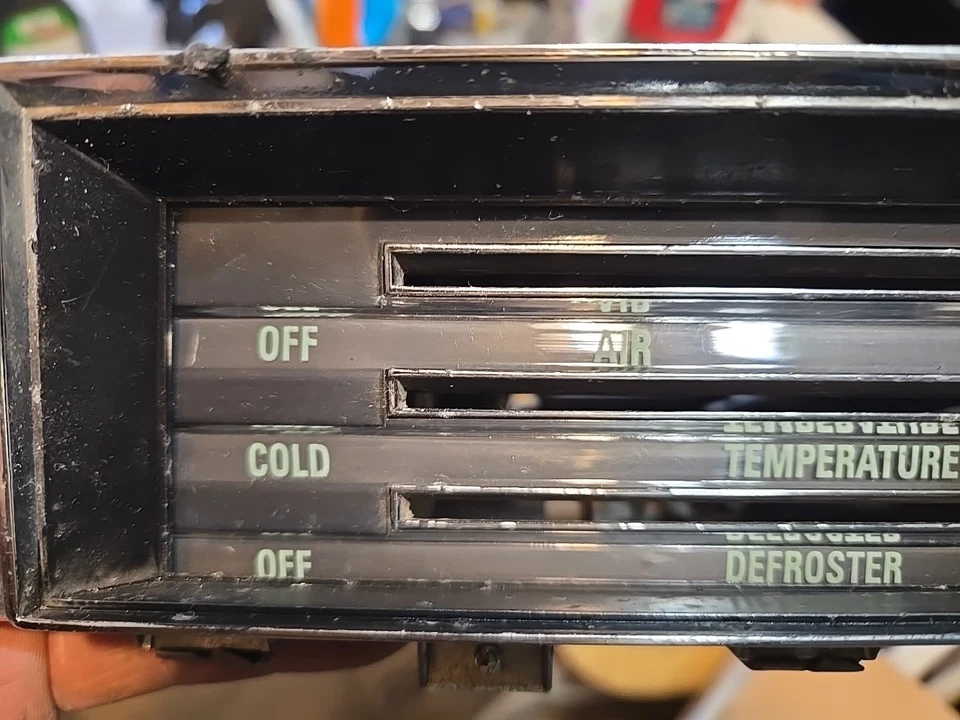 OFF AIR
COLD TEMPERATURE
OFF DEFROSTER